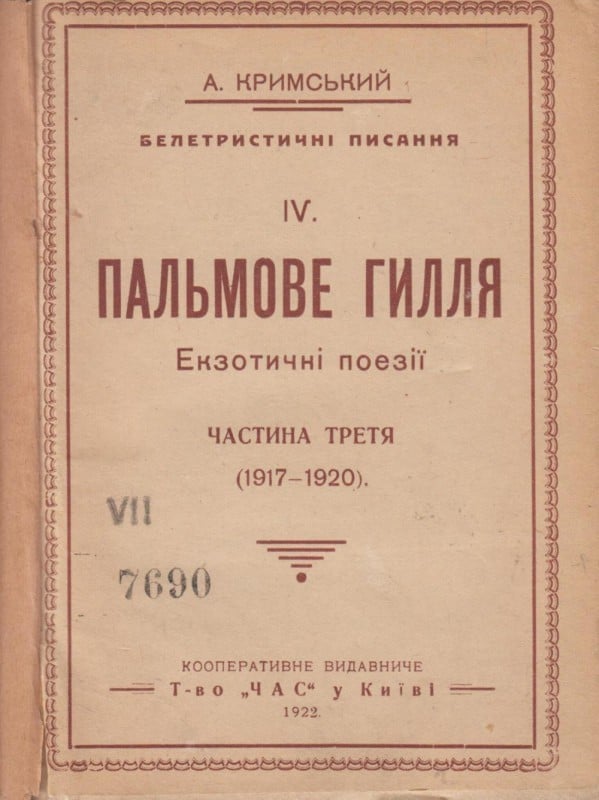 А. КРИМСЬКИЙ
БЕЛЕТРИСТИЧНІ ПИСАННЯ
IV.
ПАЛЬМОВЕ ГИЛЛЯ
Екзотичні поезії
ЧАСТИНА ТРЕТЯ
(1917–1920).
VII
7690
КООПЕРАТИВНЕ ВИДАВНИЧЕ
Т-во „ЧАС“ у Київі
1922.